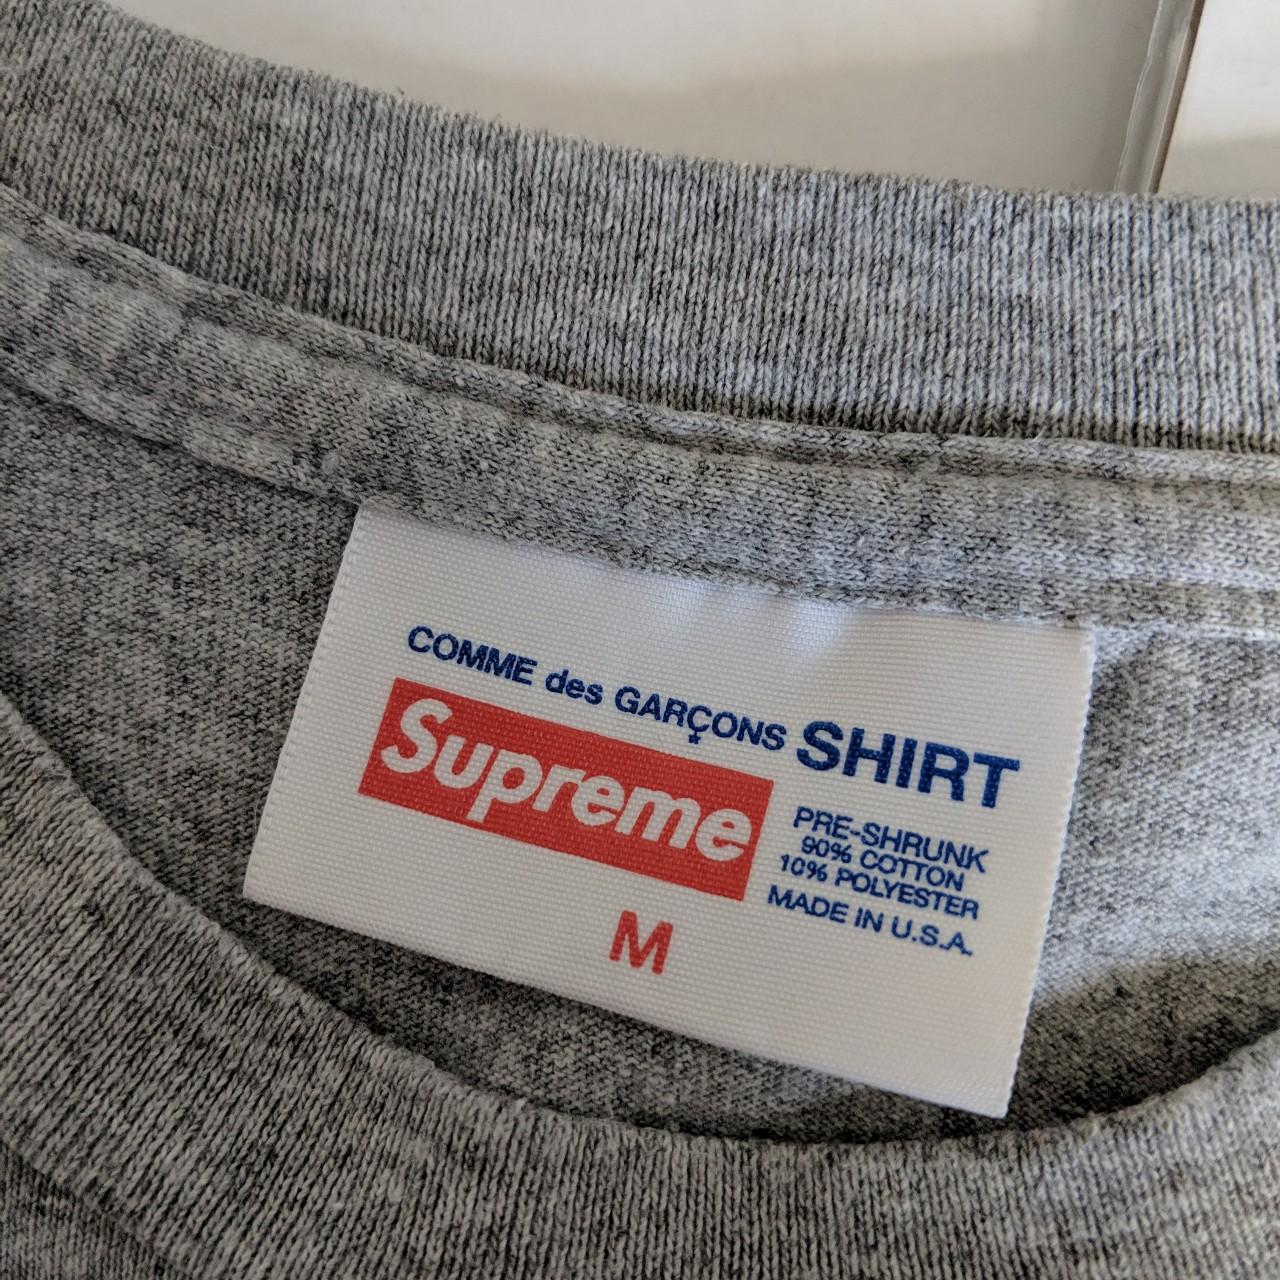 COMME des GARÇONS SHIRT
Supreme
PRE-SHRUNK
90% COTTON
10% POLYESTER
MADE IN U.S.A.
M